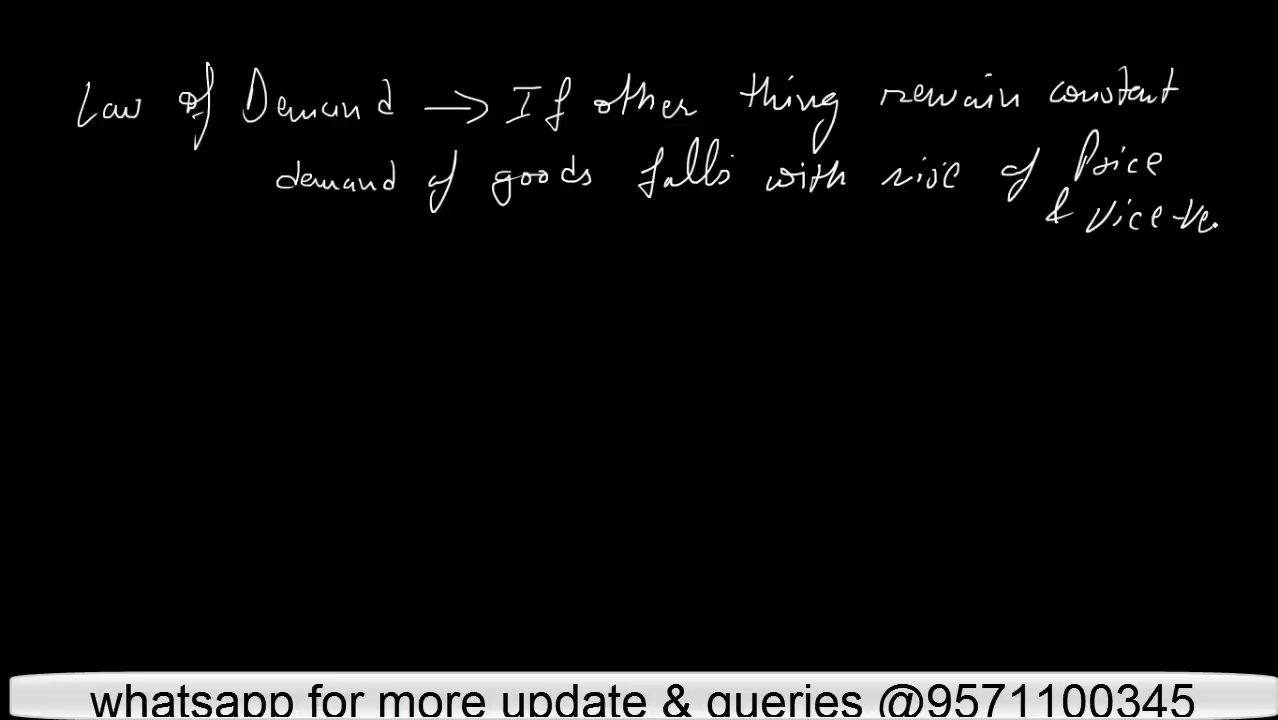 Law of Demand → If other thing remain constant
demand of goods falls with rise of Price
& vice-ve.
whatsapp for more update & queries @9571100345